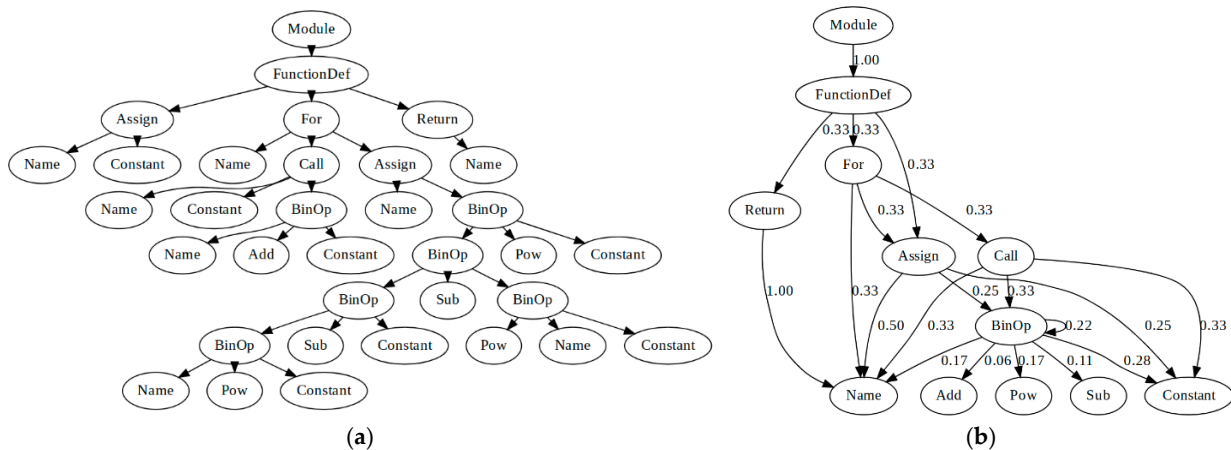 Module
FunctionDef
Assign For Return
Name Constant Name Call Assign Name
Name Constant BinOp Name BinOp
Name Add Constant BinOp Pow Constant
BinOp Sub BinOp
BinOp Sub Constant Pow Name Constant
Name Pow Constant
(a)
Module
1.00
FunctionDef
0.33 0.33
For 0.33
Return 0.33 0.33
Assign Call
1.00 0.33 0.25 0.33
0.50 0.33 BinOp 0.22 0.25 0.33
0.17 0.06 0.17 0.11 0.28
Name Add Pow Sub Constant
(b)